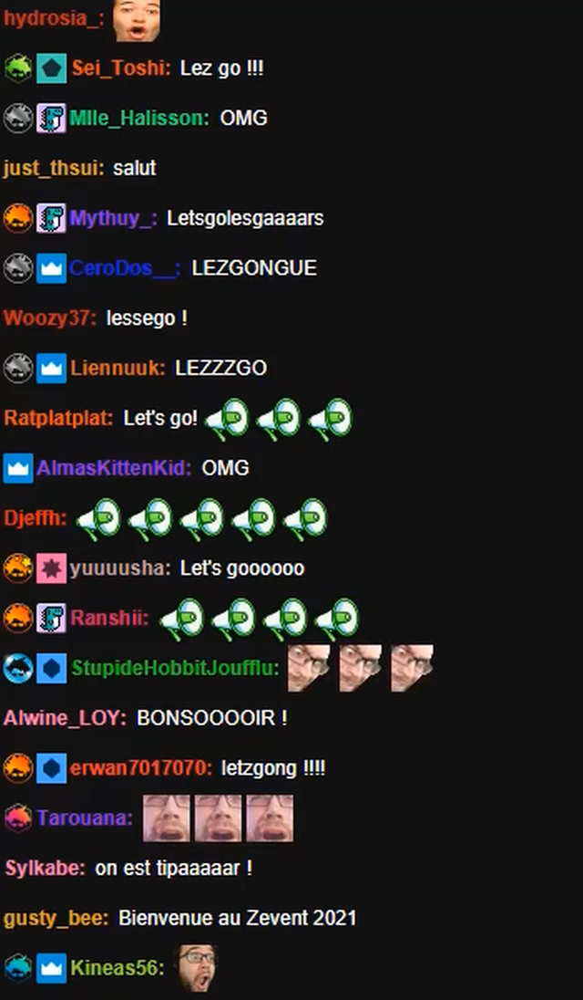 hydrosia_:
Sei_Toshi: Lez go !!!
Mlle_Halisson: OMG
just_thsui: salut
Mythuy_: Letsgolesgaaaars
CeroDos__: LEZGONGUE
Woozy37: lessego !
Liennuuk: LEZZZGO
Ratplatplat: Let's go!
AlmasKittenKid: OMG
Djeffh:
yuuuusha: Let's goooooo
Ranshii:
StupideHobbitJoufflu:
Alwine_LOY: BONSOOOOIR !
erwan7017070: letzgong !!!!
Tarouana:
Sylkabe: on est tipaaaaar !
gusty_bee: Bienvenue au Zevent 2021
Kineas56: